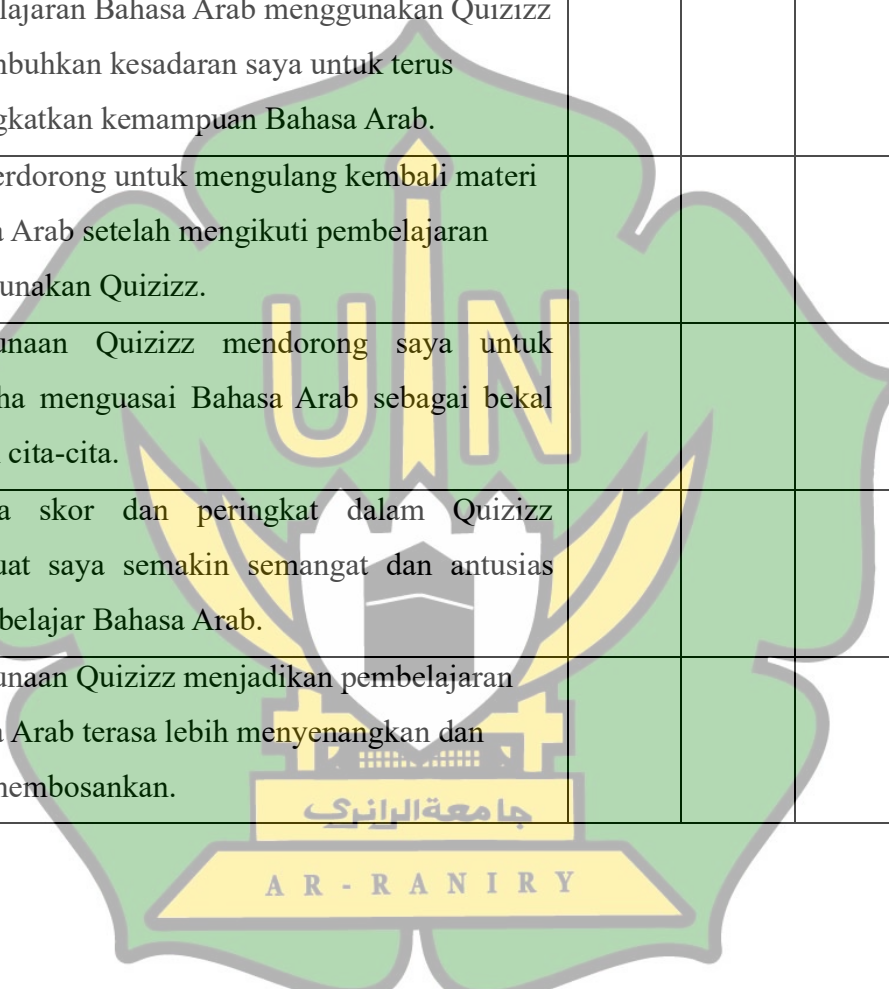 lajaran Bahasa Arab menggunakan Quizizz
nbuhkan kesadaran saya untuk terus
gkatkan kemampuan Bahasa Arab.
erdorong untuk mengulang kembali materi
a Arab setelah mengikuti pembelajaran
unakan Quizizz.
unaan Quizizz mendorong saya untuk
ha menguasai Bahasa Arab sebagai bekal
cita-cita.
a skor dan peringkat dalam Quizizz
uat saya semakin semangat dan antusias
belajar Bahasa Arab.
unaan Quizizz menjadikan pembelajaran
a Arab terasa lebih menyenangkan dan
nembosankan.
UIN
جامعة الرانري
AR-RANIRY